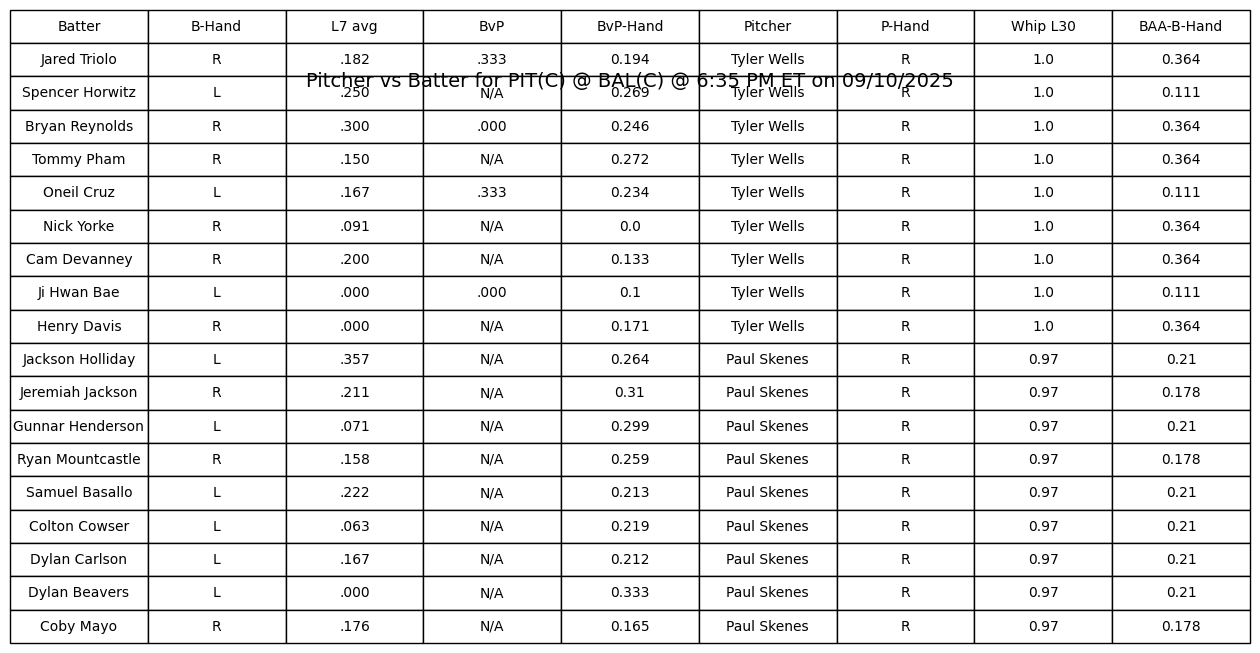 Batter B-Hand L7 avg BvP BvP-Hand Pitcher P-Hand Whip L30 BAA-B-Hand
Jared Triolo R .182 .333 0.194 Tyler Wells R 1.0 0.364
Pitcher vs Batter for PIT(C) @ BAL(C) @ 6:35 PM ET on 09/10/2025
Spencer Horwitz L .250 N/A 0.269 Tyler Wells R 1.0 0.111
Bryan Reynolds R .300 .000 0.246 Tyler Wells R 1.0 0.364
Tommy Pham R .150 N/A 0.272 Tyler Wells R 1.0 0.364
Oneil Cruz L .167 .333 0.234 Tyler Wells R 1.0 0.111
Nick Yorke R .091 N/A 0.0 Tyler Wells R 1.0 0.364
Cam Devanney R .200 N/A 0.133 Tyler Wells R 1.0 0.364
Ji Hwan Bae L .000 .000 0.1 Tyler Wells R 1.0 0.111
Henry Davis R .000 N/A 0.171 Tyler Wells R 1.0 0.364
Jackson Holliday L .357 N/A 0.264 Paul Skenes R 0.97 0.21
Jeremiah Jackson R .211 N/A 0.31 Paul Skenes R 0.97 0.178
Gunnar Henderson L .071 N/A 0.299 Paul Skenes R 0.97 0.21
Ryan Mountcastle R .158 N/A 0.259 Paul Skenes R 0.97 0.178
Samuel Basallo L .222 N/A 0.213 Paul Skenes R 0.97 0.21
Colton Cowser L .063 N/A 0.219 Paul Skenes R 0.97 0.21
Dylan Carlson L .167 N/A 0.212 Paul Skenes R 0.97 0.21
Dylan Beavers L .000 N/A 0.333 Paul Skenes R 0.97 0.21
Coby Mayo R .176 N/A 0.165 Paul Skenes R 0.97 0.178